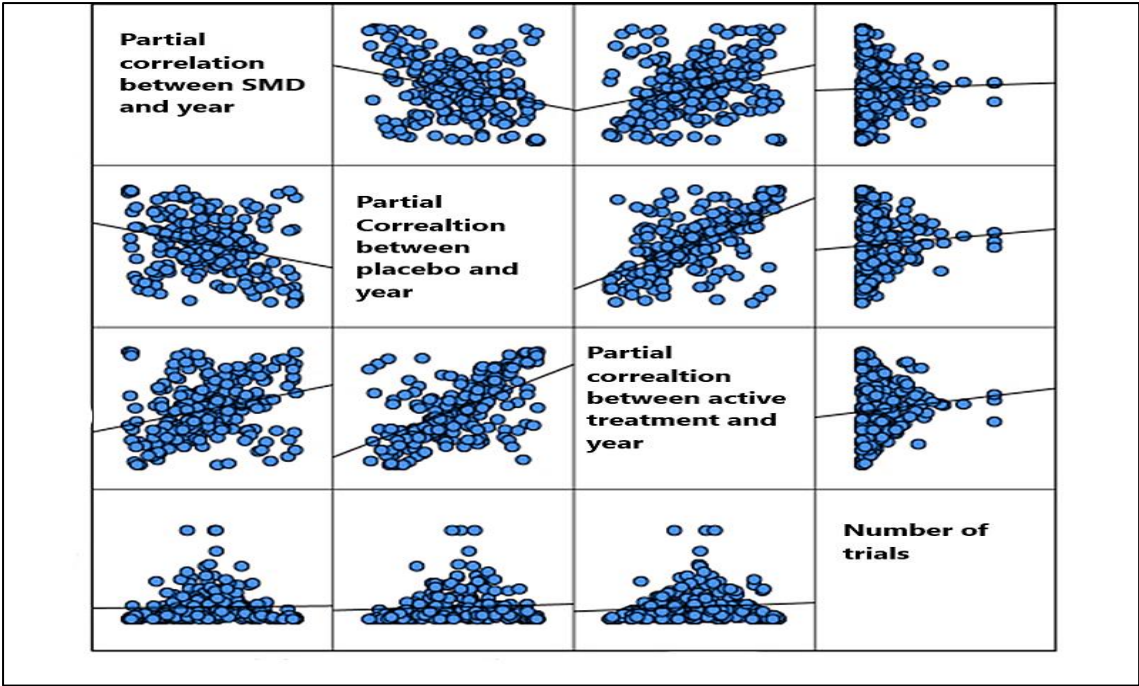 Partial
correlation
between SMD
and year
Partial
Correaltion
between
placebo and
year
Partial
correaltion
between active
treatment and
year
Number of
trials